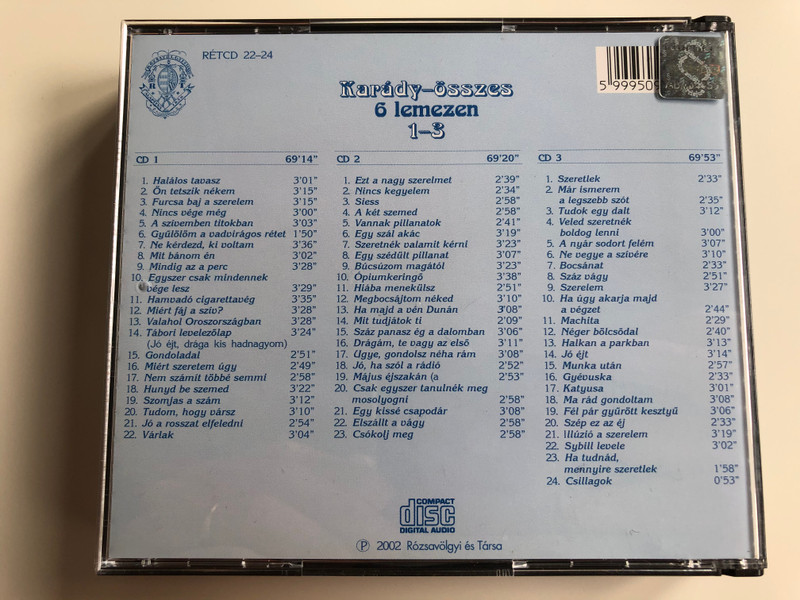 RÉTCD 22–24
Karády–összes
6 lemezen
1–3
CD 1 69'14"
1. Halálos tavasz 3'01"
2. Ön tetszik nékem 3'15"
3. Furcsa baj a szerelem 3'15"
4. Nincs vége még 3'00"
5. A szívemben titokban 3'03"
6. Gyűlölöm a vadvirágos rétet 1'50"
7. Ne kérdezd, ki voltam 3'36"
8. Mit bánom én 3'02"
9. Mindig az a perc 3'28"
10. Egyszer csak mindennek
vége lesz 3'29"
11. Hamvadó cigarettavég 3'35"
12. Miért fáj a szív? 3'28"
13. Valahol Oroszországban 3'28"
14. Tábori levelezőlap 3'24"
(Jó éjt, drága kis hadnagyom)
15. Gondoladal 2'51"
16. Miért szeretem úgy 2'49"
17. Nem számít többé semmi 2'58"
18. Hunyd be szemed 3'22"
19. Szomjas a szám 3'12"
20. Tudom, hogy vársz 3'10"
21. Jó a rosszat elfeledni 2'54"
22. Várlak 3'04"
CD 2 69'20"
1. Ezt a nagy szerelmet 2'39"
2. Nincs kegyelem 2'34"
3. Siess 2'58"
4. A két szemed 2'58"
5. Vannak pillanatok 2'41"
6. Egy szál akác 3'19"
7. Szeretnék valamit kérni 3'23"
8. Egy szédült pillanat 3'07"
9. Búcsúzom magától 3'23"
10. Ópiumkeringő 3'38"
11. Hiába menekülsz 2'51"
12. Megbocsájtom néked 3'10"
13. Ha majd a vén Dunán 3'08"
14. Mit tudjátok ti 2'09"
15. Száz panasz ég a dalomban 3'06"
16. Drágám, te vagy az első 3'11"
17. Ugye, gondolsz néha rám 3'08"
18. Jó, ha szól a rádió 2'52"
19. Május éjszakán (a 2'53"
20. Csak egyszer tanulnék meg
mosolyogni 2'58"
21. Egy kissé csapodár 3'08"
22. Elszállt a vágy 2'58"
23. Csókolj meg 2'58"
CD 3 69'53"
1. Szeretlek 2'33"
2. Már ismerem
a legszebb szót 2'35"
3. Tudok egy dalt 3'12"
4. Veled szeretnék
boldog lenni 3'00"
5. A nyár sodort felém 3'07"
6. Ne vegye a szívére 3'10"
7. Bocsánat 2'33"
8. Száz vágy 2'51"
9. Szerelem 3'27"
10. Ha úgy akarja majd
a végzet 2'44"
11. Machita 2'29"
12. Néger bölcsődal 2'40"
13. Halkan a parkban 3'13"
14. Jó éjt 3'14"
15. Munka után 2'57"
16. Gyévuska 2'33"
17. Katyusa 3'01"
18. Ma rád gondoltam 3'08"
19. Fél pár gyűrött kesztyű 3'06"
20. Szép ez az éj 2'33"
21. Illúzió a szerelem 3'19"
22. Sybill levele 3'02"
23. Ha tudnád,
mennyire szeretlek 1'58"
24. Csillagok 0'53"
COMPACT
disc
DIGITAL AUDIO
Ⓟ 2002 Rózsavölgyi és Társa